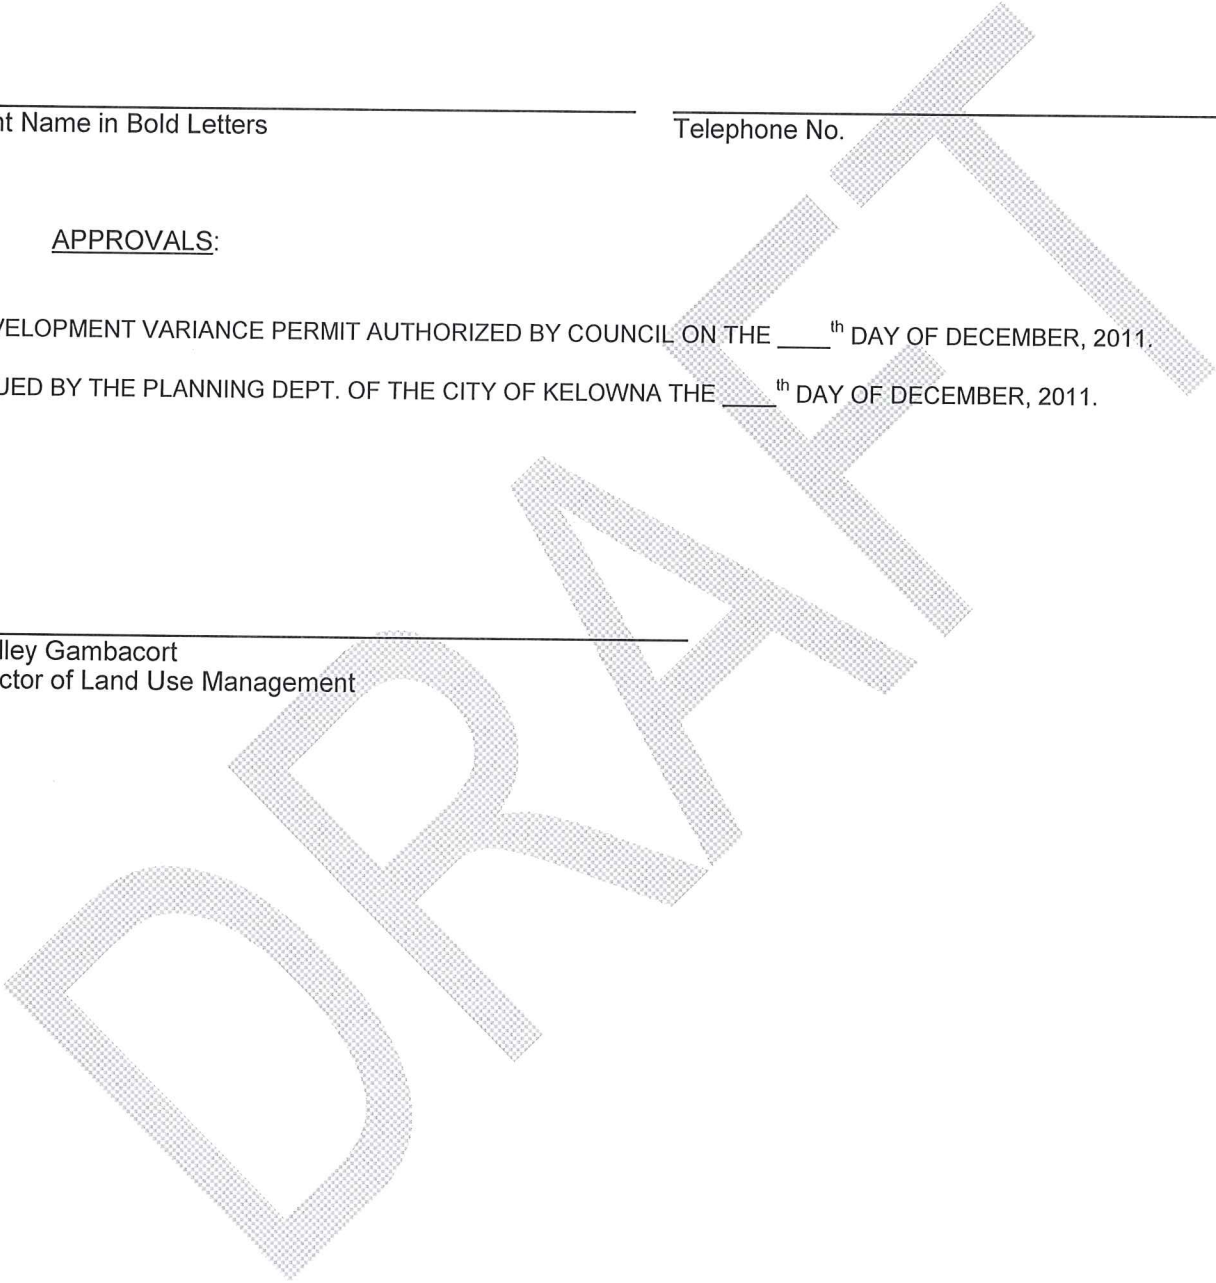 nt Name in Bold Letters Telephone No.
APPROVALS:
VELOPMENT VARIANCE PERMIT AUTHORIZED BY COUNCIL ON THE ____th DAY OF DECEMBER, 2011.
UED BY THE PLANNING DEPT. OF THE CITY OF KELOWNA THE ____th DAY OF DECEMBER, 2011.
lley Gambacort
ctor of Land Use Management
DRAFT